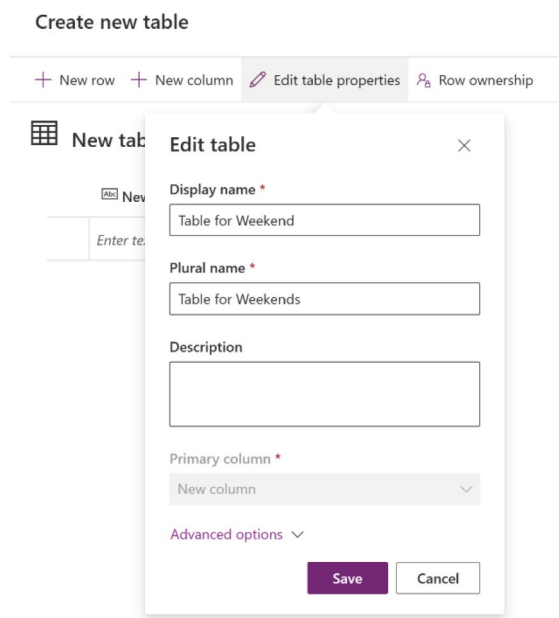 Create new table
New row New column Edit table properties Row ownership
New tab
Edit table
Abc New
Enter te
Display name *
Table for Weekend
Plural name *
Table for Weekends
Description
Primary column *
New column
Advanced options
Save Cancel